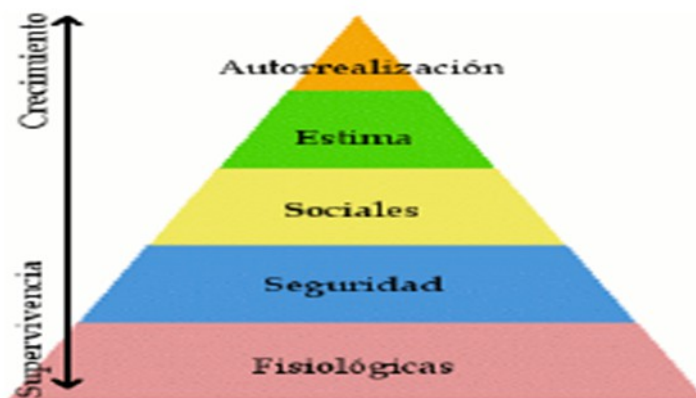 Crecimiento
Supervivencia
Autorrealización
Estima
Sociales
Seguridad
Fisiológicas